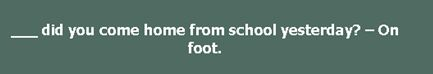 ___ did you come home from school yesterday? – On
foot.